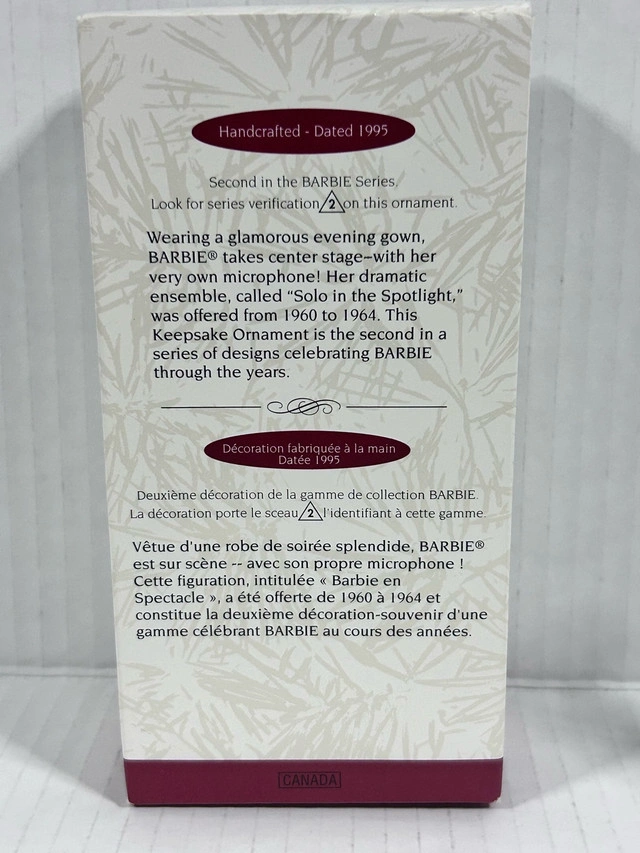 Handcrafted - Dated 1995
Second in the BARBIE Series.
Look for series verification 2 on this ornament.
Wearing a glamorous evening gown,
BARBIE® takes center stage–with her
very own microphone! Her dramatic
ensemble, called “Solo in the Spotlight,”
was offered from 1960 to 1964. This
Keepsake Ornament is the second in a
series of designs celebrating BARBIE
through the years.
Décoration fabriquée à la main
Datée 1995
Deuxième décoration de la gamme de collection BARBIE.
La décoration porte le sceau 2 l'identifiant à cette gamme.
Vêtue d'une robe de soirée splendide, BARBIE®
est sur scène -- avec son propre microphone !
Cette figuration, intitulée « Barbie en
Spectacle », a été offerte de 1960 à 1964 et
constitue la deuxième décoration-souvenir d'une
gamme célébrant BARBIE au cours des années.
CANADA